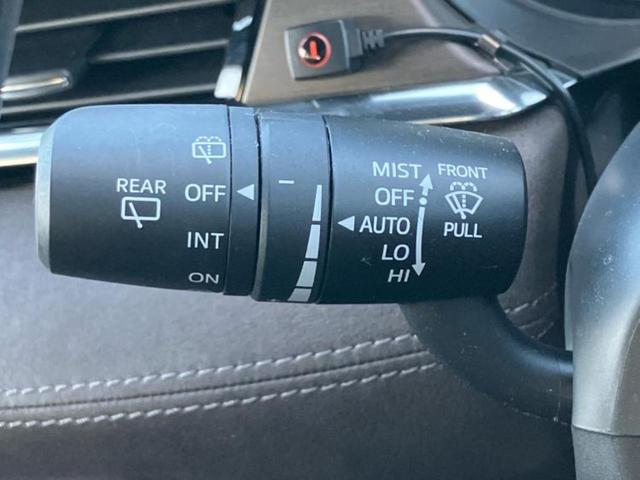 REAR
OFF
INT
ON
MIST
OFF
AUTO
LO
HI
FRONT
PULL